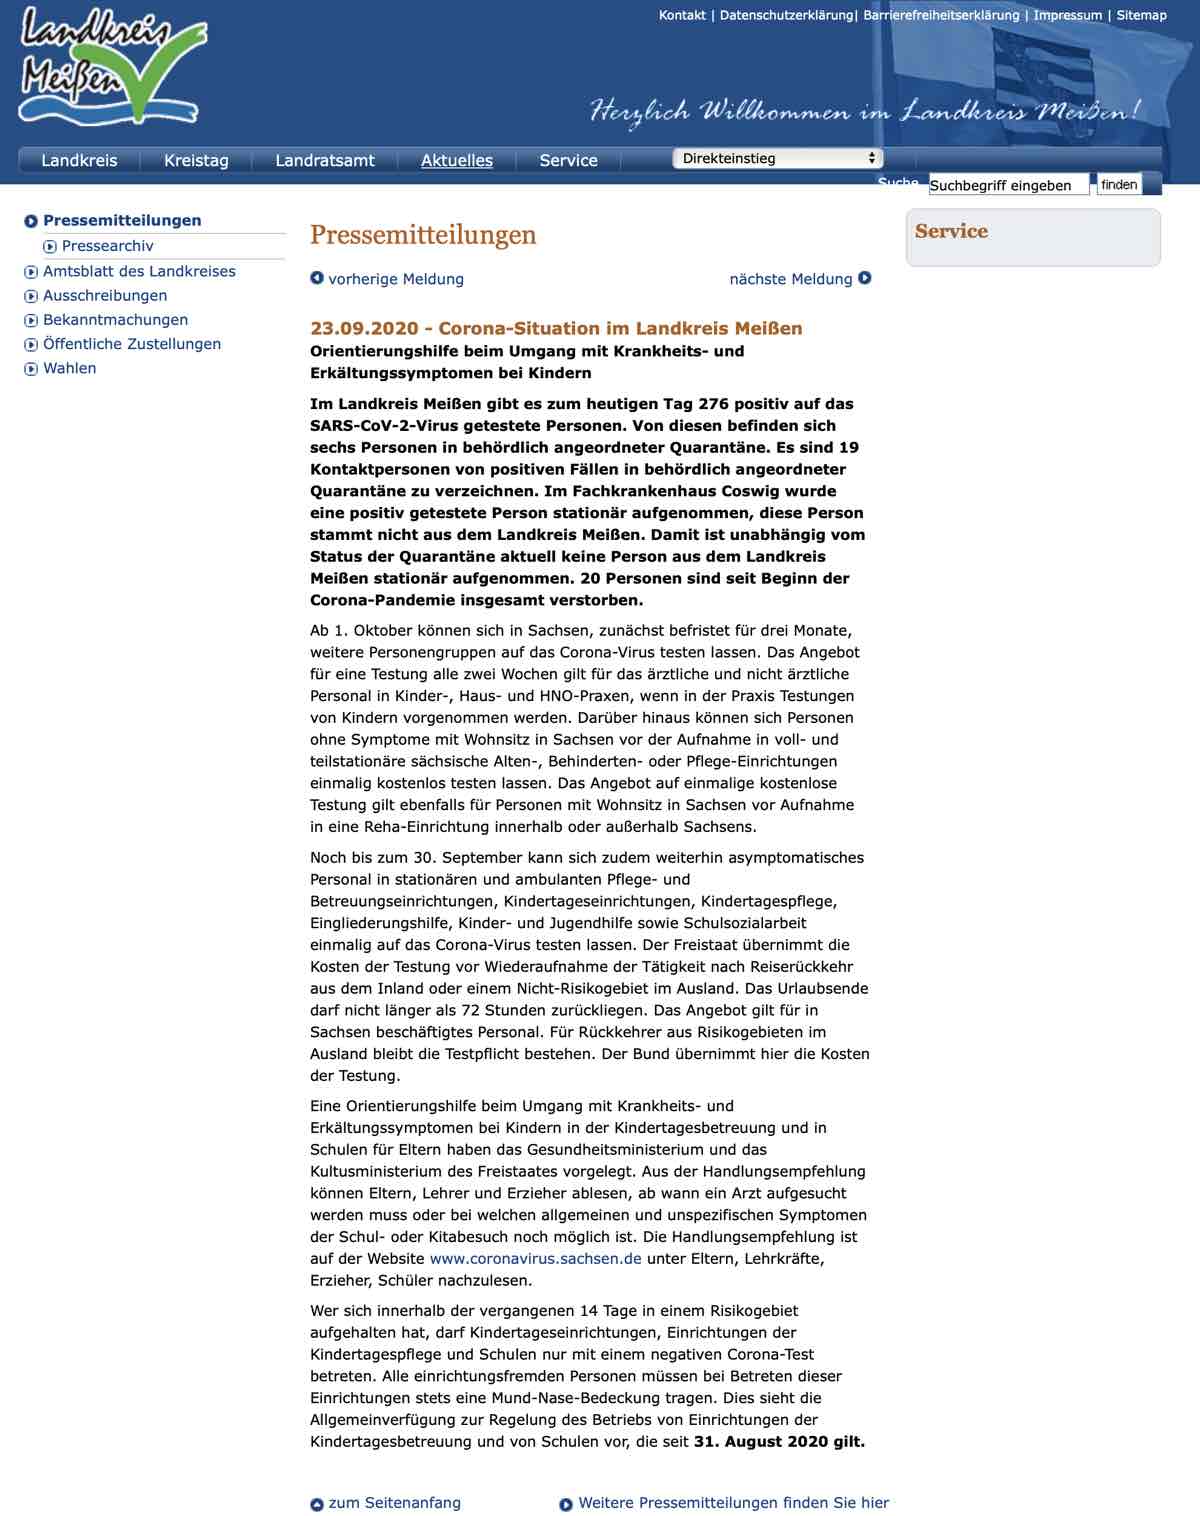 Landkreis
Meißen
Kontakt | Datenschutzerklärung| Barrierefreiheitserklärung | Impressum | Sitemap
Herzlich Willkommen im Landkreis Meißen!
Landkreis Kreistag Landratsamt Aktuelles Service Direkteinstieg
Suche Suchbegriff eingeben finden
Pressemitteilungen
Pressearchiv
Amtsblatt des Landkreises
Ausschreibungen
Bekanntmachungen
Öffentliche Zustellungen
Wahlen
Pressemitteilungen
vorherige Meldung nächste Meldung
23.09.2020 - Corona-Situation im Landkreis Meißen
Orientierungshilfe beim Umgang mit Krankheits- und
Erkältungssymptomen bei Kindern
Im Landkreis Meißen gibt es zum heutigen Tag 276 positiv auf das
SARS-CoV-2-Virus getestete Personen. Von diesen befinden sich
sechs Personen in behördlich angeordneter Quarantäne. Es sind 19
Kontaktpersonen von positiven Fällen in behördlich angeordneter
Quarantäne zu verzeichnen. Im Fachkrankenhaus Coswig wurde
eine positiv getestete Person stationär aufgenommen, diese Person
stammt nicht aus dem Landkreis Meißen. Damit ist unabhängig vom
Status der Quarantäne aktuell keine Person aus dem Landkreis
Meißen stationär aufgenommen. 20 Personen sind seit Beginn der
Corona-Pandemie insgesamt verstorben.
Ab 1. Oktober können sich in Sachsen, zunächst befristet für drei Monate,
weitere Personengruppen auf das Corona-Virus testen lassen. Das Angebot
für eine Testung alle zwei Wochen gilt für das ärztliche und nicht ärztliche
Personal in Kinder-, Haus- und HNO-Praxen, wenn in der Praxis Testungen
von Kindern vorgenommen werden. Darüber hinaus können sich Personen
ohne Symptome mit Wohnsitz in Sachsen vor der Aufnahme in voll- und
teilstationäre sächsische Alten-, Behinderten- oder Pflege-Einrichtungen
einmalig kostenlos testen lassen. Das Angebot auf einmalige kostenlose
Testung gilt ebenfalls für Personen mit Wohnsitz in Sachsen vor Aufnahme
in eine Reha-Einrichtung innerhalb oder außerhalb Sachsens.
Noch bis zum 30. September kann sich zudem weiterhin asymptomatisches
Personal in stationären und ambulanten Pflege- und
Betreuungseinrichtungen, Kindertageseinrichtungen, Kindertagespflege,
Eingliederungshilfe, Kinder- und Jugendhilfe sowie Schulsozialarbeit
einmalig auf das Corona-Virus testen lassen. Der Freistaat übernimmt die
Kosten der Testung vor Wiederaufnahme der Tätigkeit nach Reiserückkehr
aus dem Inland oder einem Nicht-Risikogebiet im Ausland. Das Urlaubsende
darf nicht länger als 72 Stunden zurückliegen. Das Angebot gilt für in
Sachsen beschäftigtes Personal. Für Rückkehrer aus Risikogebieten im
Ausland bleibt die Testpflicht bestehen. Der Bund übernimmt hier die Kosten
der Testung.
Eine Orientierungshilfe beim Umgang mit Krankheits- und
Erkältungssymptomen bei Kindern in der Kindertagesbetreuung und in
Schulen für Eltern haben das Gesundheitsministerium und das
Kultusministerium des Freistaates vorgelegt. Aus der Handlungsempfehlung
können Eltern, Lehrer und Erzieher ablesen, ab wann ein Arzt aufgesucht
werden muss oder bei welchen allgemeinen und unspezifischen Symptomen
der Schul- oder Kitabesuch noch möglich ist. Die Handlungsempfehlung ist
auf der Website www.coronavirus.sachsen.de unter Eltern, Lehrkräfte,
Erzieher, Schüler nachzulesen.
Wer sich innerhalb der vergangenen 14 Tage in einem Risikogebiet
aufgehalten hat, darf Kindertageseinrichtungen, Einrichtungen der
Kindertagespflege und Schulen nur mit einem negativen Corona-Test
betreten. Alle einrichtungsfremden Personen müssen bei Betreten dieser
Einrichtungen stets eine Mund-Nase-Bedeckung tragen. Dies sieht die
Allgemeinverfügung zur Regelung des Betriebs von Einrichtungen der
Kindertagesbetreuung und von Schulen vor, die seit 31. August 2020 gilt.
zum Seitenanfang Weitere Pressemitteilungen finden Sie hier
Service